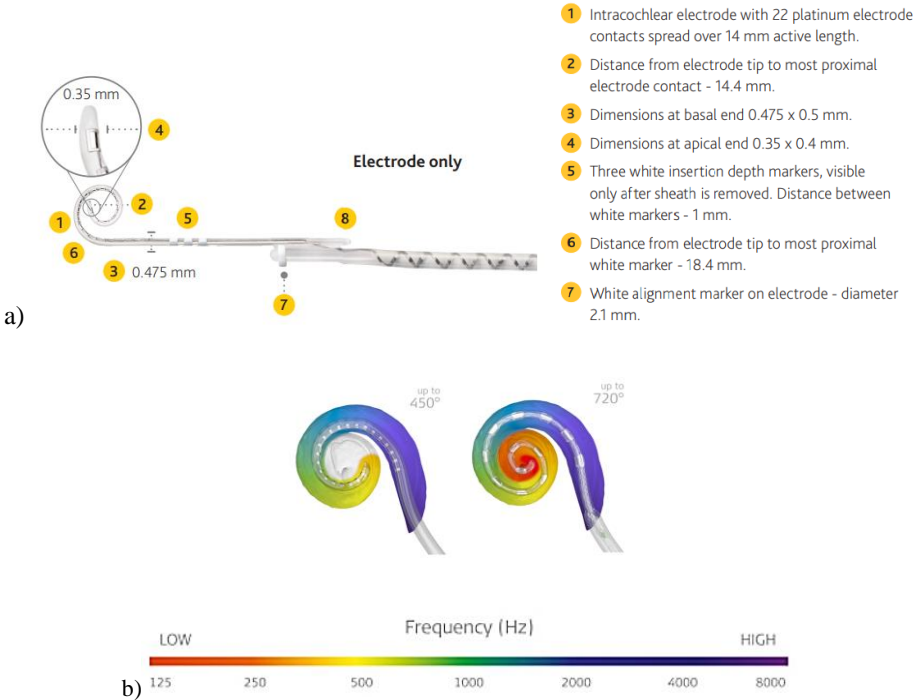 0.35 mm
4
Electrode only
1
2
5
8
6
3 0.475 mm
7
a)
1 Intracochlear electrode with 22 platinum electrode
contacts spread over 14 mm active length.
2 Distance from electrode tip to most proximal
electrode contact - 14.4 mm.
3 Dimensions at basal end 0.475 x 0.5 mm.
4 Dimensions at apical end 0.35 x 0.4 mm.
5 Three white insertion depth markers, visible
only after sheath is removed. Distance between
white markers - 1 mm.
6 Distance from electrode tip to most proximal
white marker - 18.4 mm.
7 White alignment marker on electrode - diameter
2.1 mm.
up to
450°
up to
720°
Frequency (Hz)
LOW HIGH
b) 125 250 500 1000 2000 4000 8000